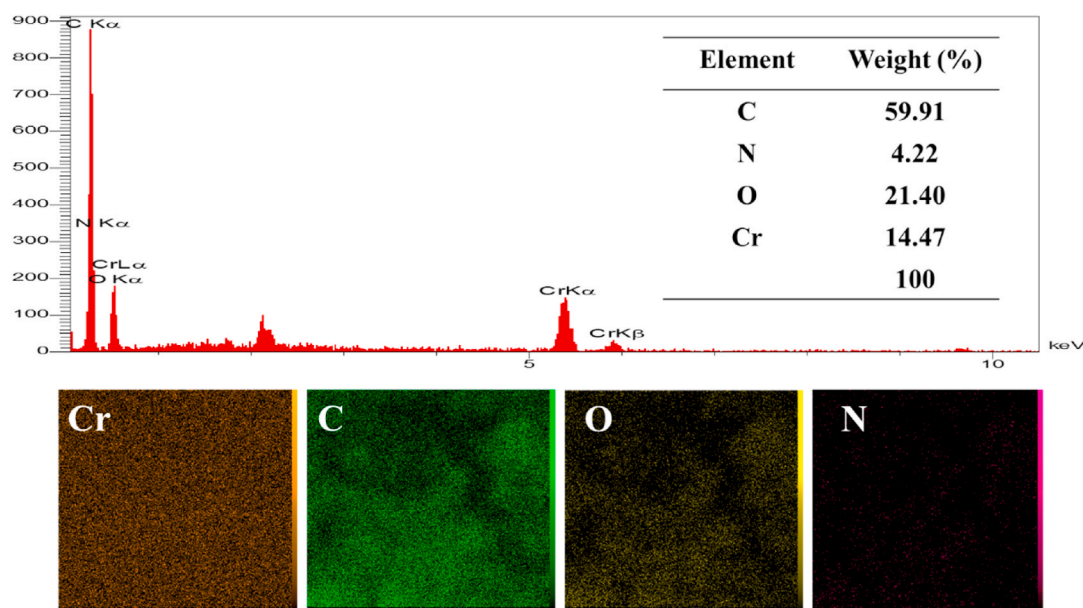 900
C Kα
800
700
600
500
400
N Kα
300
CrLα
200
O Kα
CrKα
100
CrKβ
0
5
10
keV
Element Weight (%)
C 59.91
N 4.22
O 21.40
Cr 14.47
100
Cr
C
O
N